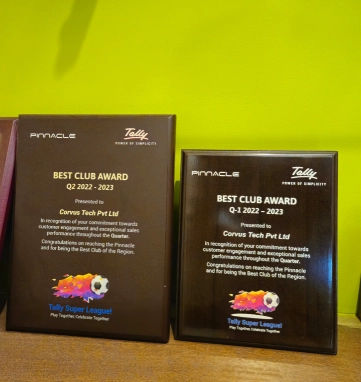 PINNACLE
Tally
POWER OF SIMPLICITY
BEST CLUB AWARD
Q2 2022 - 2023
Presented to
Corvus Tech Pvt Ltd
In recognition of your commitment towards
customer engagement and exceptional sales
performance throughout the Quarter.
Congratulations on reaching the Pinnacle
and for being the Best Club of the Region.
Tally Super League!
Play Together, Celebrate Together
PINNACLE
Tally
POWER OF SIMPLICITY
BEST CLUB AWARD
Q-1 2022 – 2023
Presented to
Corvus Tech Pvt Ltd
In recognition of your commitment towards
customer engagement and exceptional sales
performance throughout the Quarter.
Congratulations on reaching the Pinnacle
and for being the Best Club of the Region.
Tally Super League!
Play Together, Celebrate Together